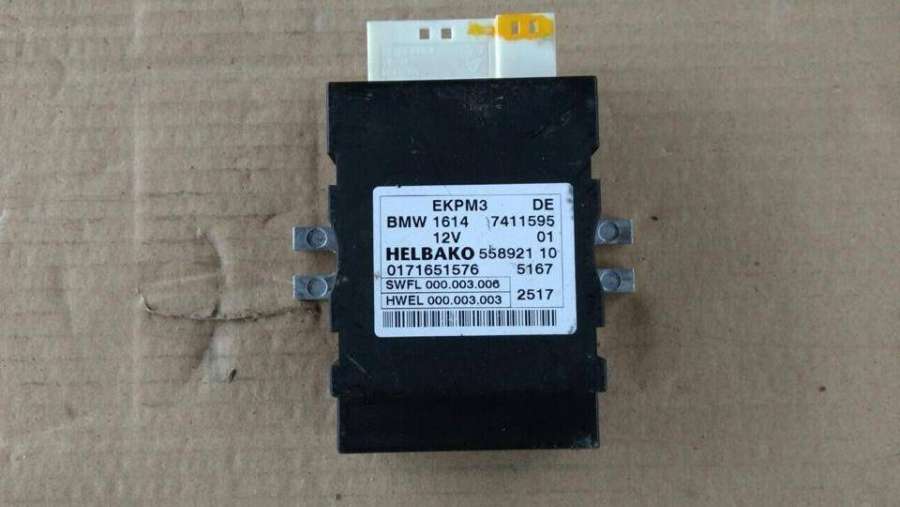 EKPM3 DE
BMW 1614 7411595
12V 01
HELBAKO 558921 10
0171651576 5167
SWFL 000.003.006
HWEL 000.003.003 2517